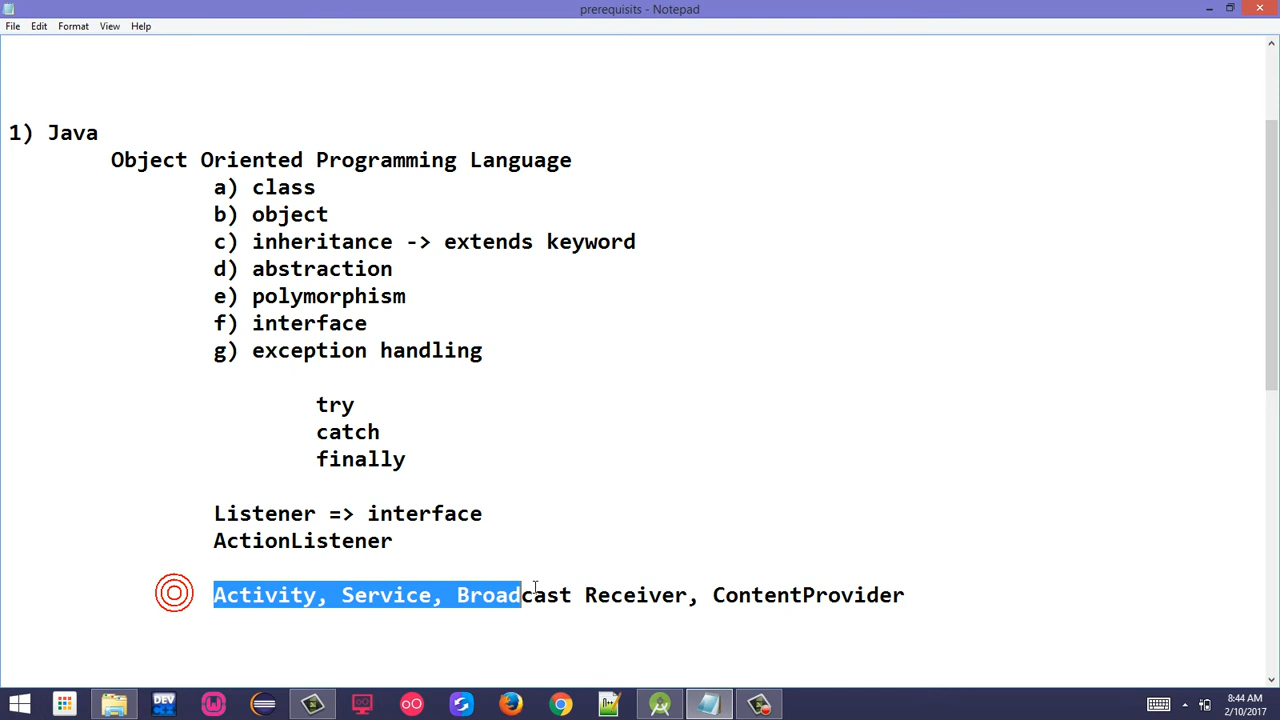 prerequisits - Notepad
File Edit Format View Help
1) Java
Object Oriented Programming Language
a) class
b) object
c) inheritance -> extends keyword
d) abstraction
e) polymorphism
f) interface
g) exception handling
try
catch
finally
Listener => interface
ActionListener
Activity, Service, Broadcast Receiver, ContentProvider
DEV
8:44 AM
2/10/2017